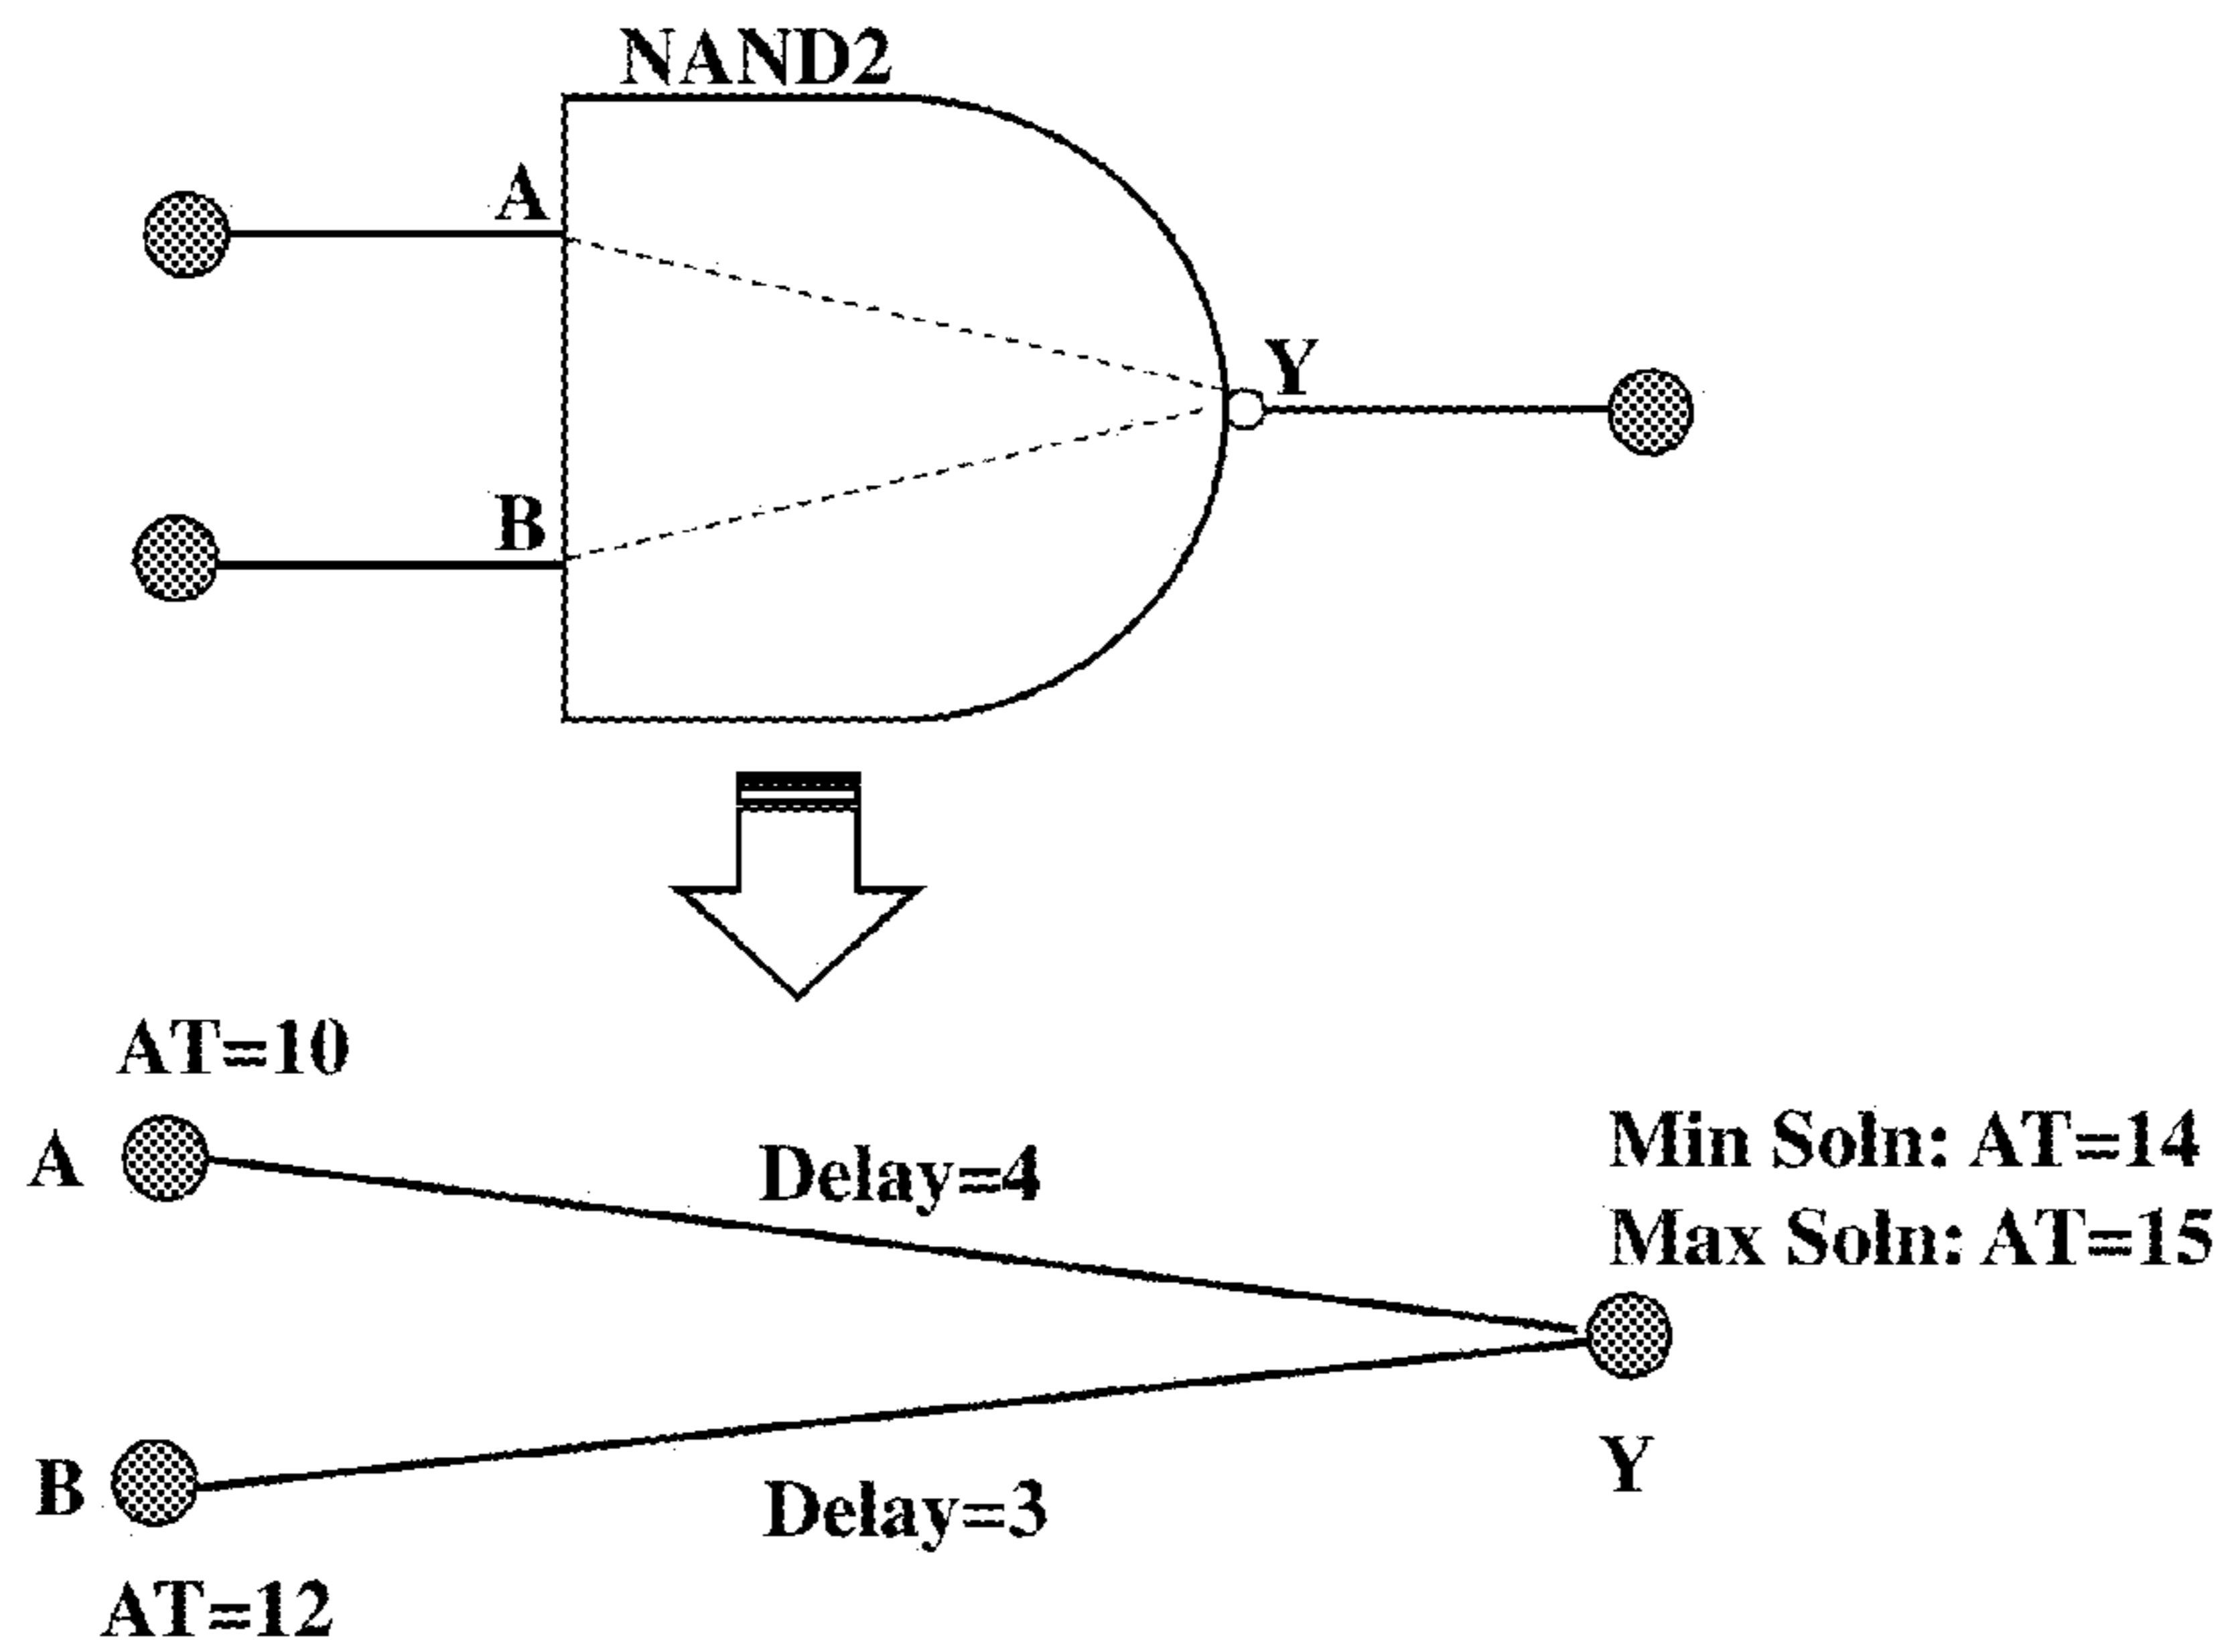 NAND2
A
Y
B
AT=10
A
Delay=4
Min Soln: AT=14
Max Soln: AT=15
B
Delay=3
Y
AT=12